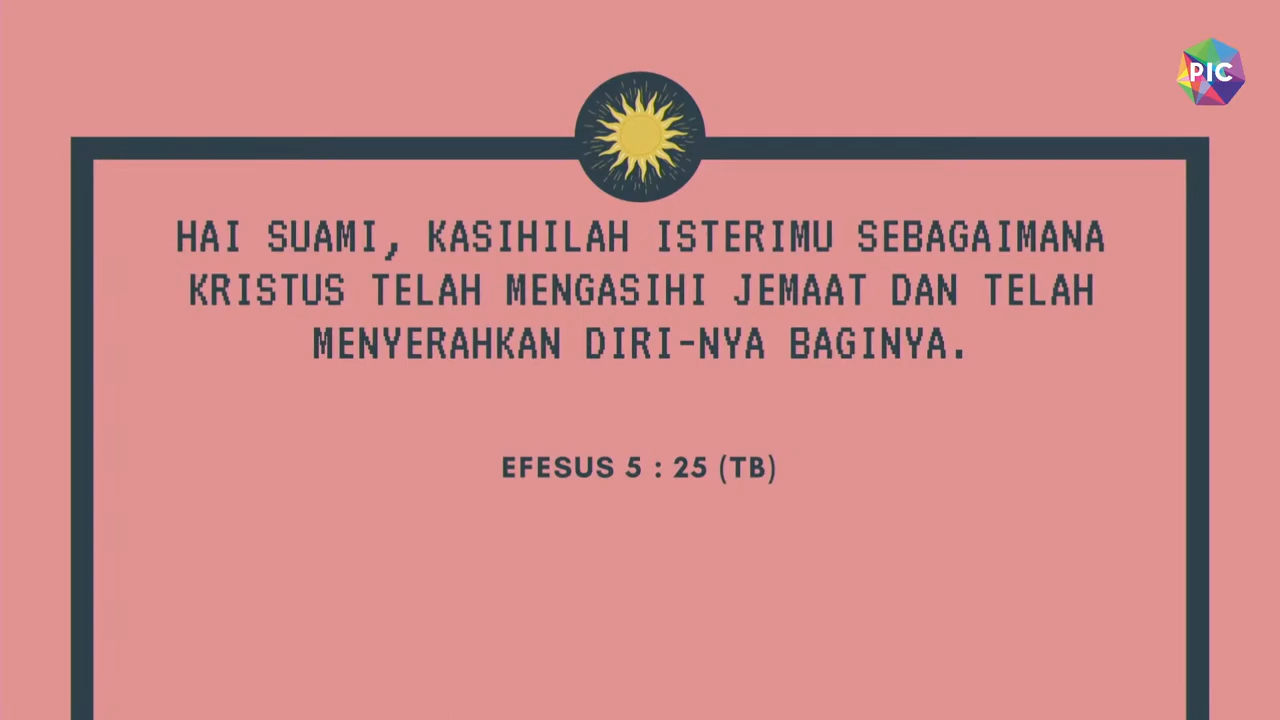 PIC
HAI SUAMI, KASIHILAH ISTERIMU SEBAGAIMANA
KRISTUS TELAH MENGASIHI JEMAAT DAN TELAH
MENYERAHKAN DIRI-NYA BAGINYA.
EFESUS 5 : 25 (TB)